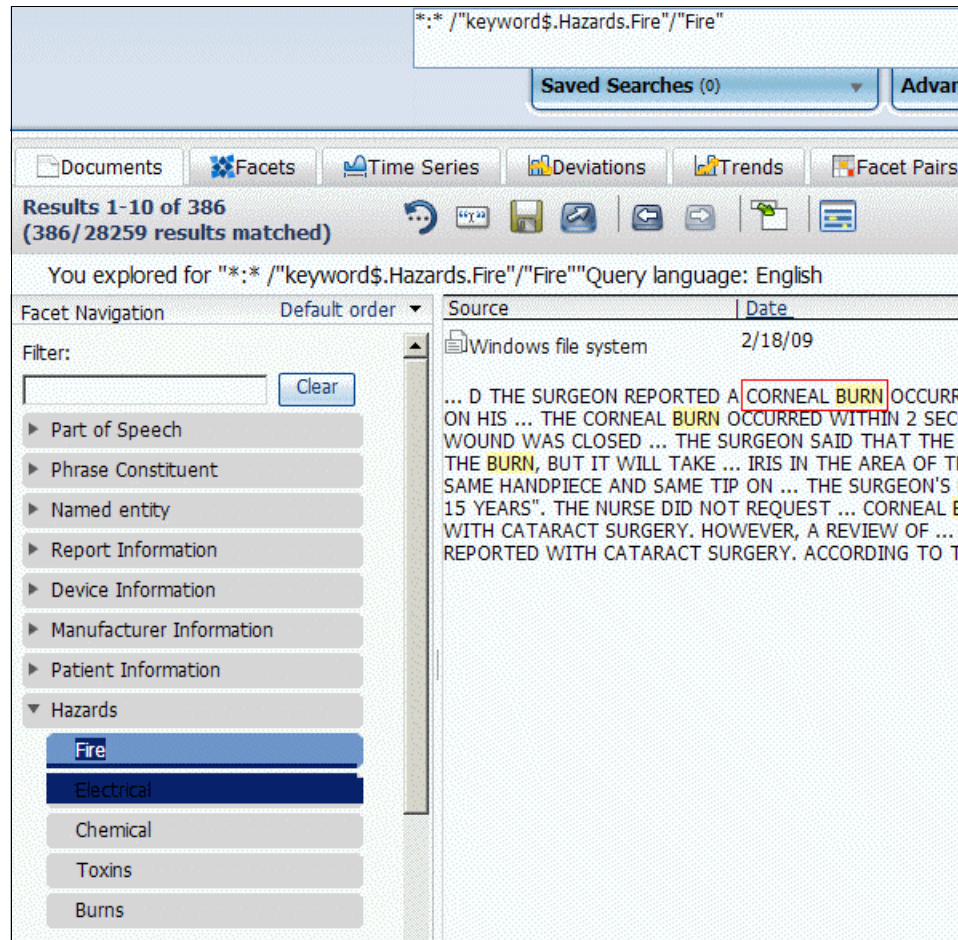 *:* /"keyword$.Hazards.Fire"/"Fire"
Saved Searches (0)
Documents Facets Time Series Deviations Trends Facet Pairs
Results 1-10 of 386
(386/28259 results matched)
You explored for "*:* /"keyword$.Hazards.Fire"/"Fire""Query language: English
Facet Navigation Default order
Source Date
Filter:
Windows file system 2/18/09
Clear
Part of Speech
Phrase Constituent
Named entity
Report Information
Device Information
Manufacturer Information
Patient Information
Hazards
Fire
Electrical
Chemical
Toxins
Burns
... D THE SURGEON REPORTED A CORNEAL BURN
ON HIS ... THE CORNEAL BURN OCCURRED WITHIN 2
WOUND WAS CLOSED ... THE SURGEON SAID THAT THE
THE BURN, BUT IT WILL TAKE ... IRIS IN THE AREA OF
SAME HANDPIECE AND SAME TIP ON ... THE SURGEON'S
15 YEARS". THE NURSE DID NOT REQUEST ... CORNEAL
WITH CATARACT SURGERY. HOWEVER, A REVIEW OF ...
REPORTED WITH CATARACT SURGERY. ACCORDING TO